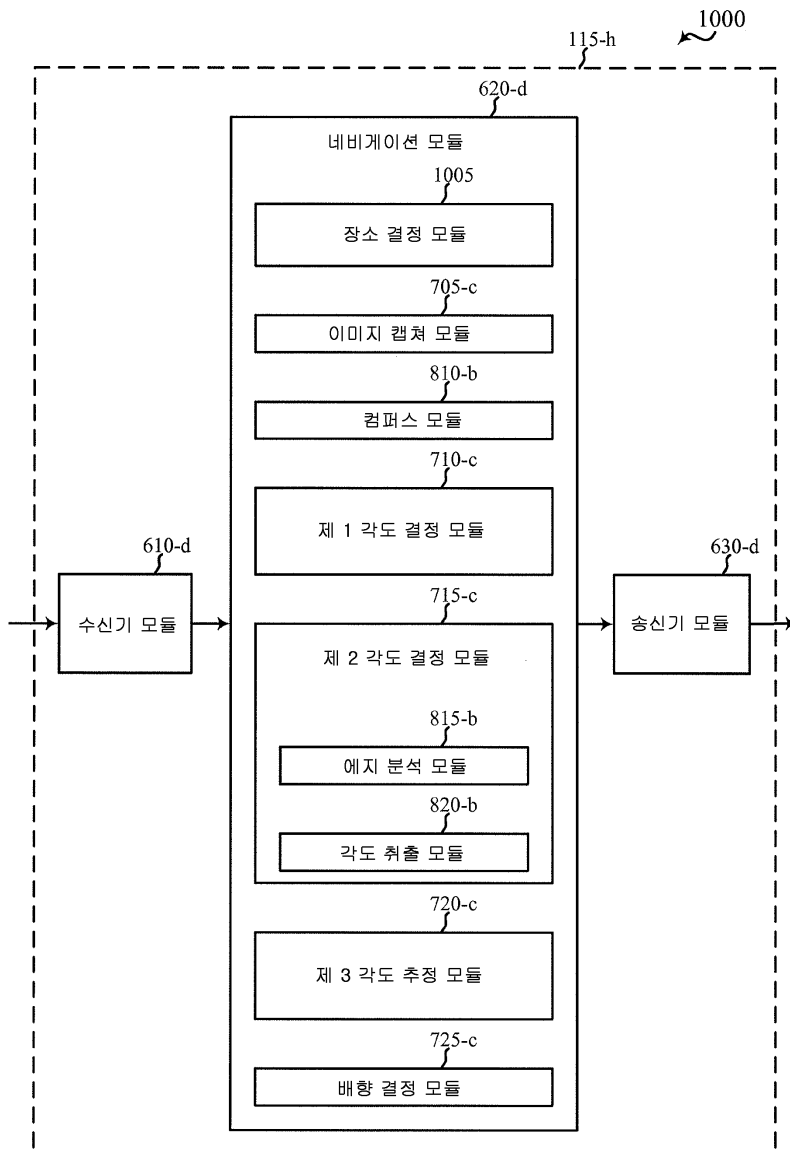 1000
115-h
620-d
네비게이션 모듈
1005
장소 결정 모듈
705-c
이미지 캡쳐 모듈
810-b
컴퍼스 모듈
710-c
제 1 각도 결정 모듈
610-d
수신기 모듈
630-d
송신기 모듈
715-c
제 2 각도 결정 모듈
815-b
에지 분석 모듈
820-b
각도 취출 모듈
720-c
제 3 각도 추정 모듈
725-c
배향 결정 모듈